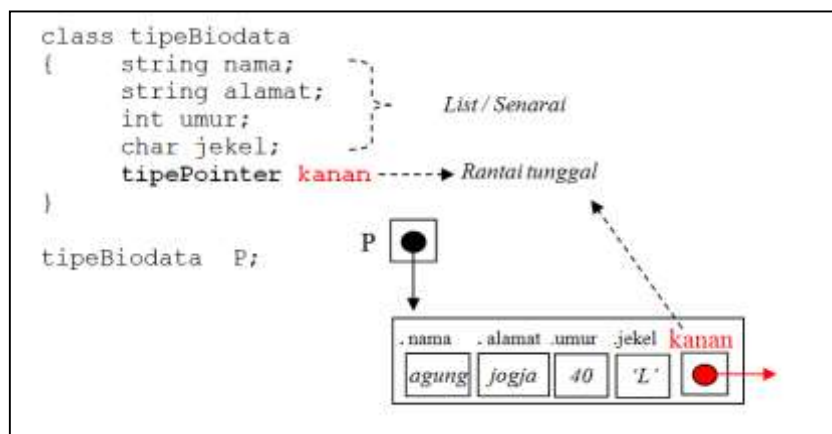 class tipeBiodata
{ string nama;
string alamat;
int umur;
char jekel;
tipePointer kanan
}
List / Senarai
Rantai tunggal
tipeBiodata P;
P
.nama .alamat .umur .jekel kanan
agung jogja 40 'L'